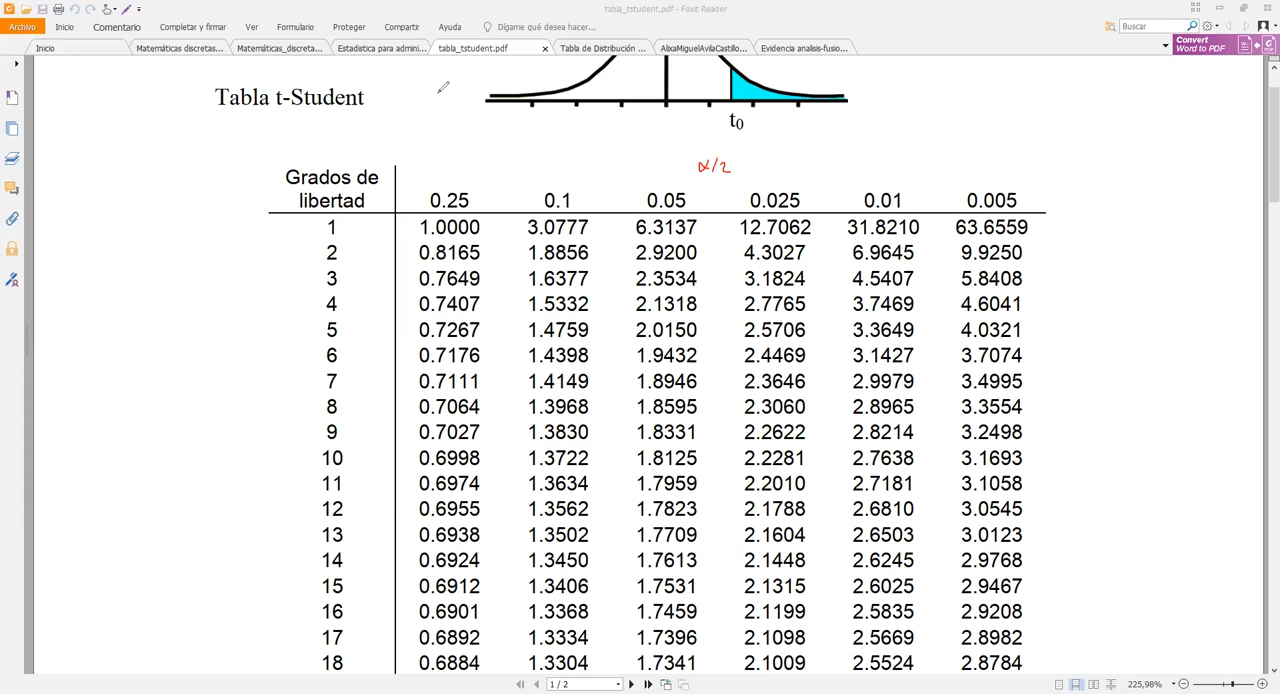 tabla_tstudent.pdf - Foxit Reader
Archivo Inicio Comentario Completar y firmar Ver Formulario Proteger Compartir Ayuda Dígame qué desea hacer... Buscar
Inicio Matemáticas discretas... Matemáticas_discreta... Estadistica para admini... tabla_tstudent.pdf Tabla de Distribución ... AlixaMiguelAvilaCastillo... Evidencia analisis-fusio...
Convert
Word to PDF
Tabla t-Student
t0
α/2
Grados de
libertad 0.25 0.1 0.05 0.025 0.01 0.005
1 1.0000 3.0777 6.3137 12.7062 31.8210 63.6559
2 0.8165 1.8856 2.9200 4.3027 6.9645 9.9250
3 0.7649 1.6377 2.3534 3.1824 4.5407 5.8408
4 0.7407 1.5332 2.1318 2.7765 3.7469 4.6041
5 0.7267 1.4759 2.0150 2.5706 3.3649 4.0321
6 0.7176 1.4398 1.9432 2.4469 3.1427 3.7074
7 0.7111 1.4149 1.8946 2.3646 2.9979 3.4995
8 0.7064 1.3968 1.8595 2.3060 2.8965 3.3554
9 0.7027 1.3830 1.8331 2.2622 2.8214 3.2498
10 0.6998 1.3722 1.8125 2.2281 2.7638 3.1693
11 0.6974 1.3634 1.7959 2.2010 2.7181 3.1058
12 0.6955 1.3562 1.7823 2.1788 2.6810 3.0545
13 0.6938 1.3502 1.7709 2.1604 2.6503 3.0123
14 0.6924 1.3450 1.7613 2.1448 2.6245 2.9768
15 0.6912 1.3406 1.7531 2.1315 2.6025 2.9467
16 0.6901 1.3368 1.7459 2.1199 2.5835 2.9208
17 0.6892 1.3334 1.7396 2.1098 2.5669 2.8982
18 0.6884 1.3304 1.7341 2.1009 2.5524 2.8784
1 / 2 225,98%